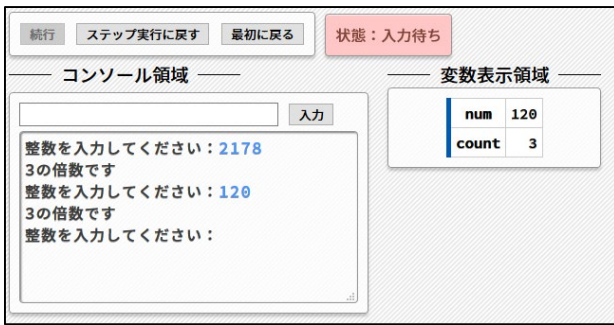 続行 ステップ実行に戻す 最初に戻る 状態：入力待ち
コンソール領域
入力
整数を入力してください：2178
3の倍数です
整数を入力してください：120
3の倍数です
整数を入力してください：
変数表示領域
num 120
count 3